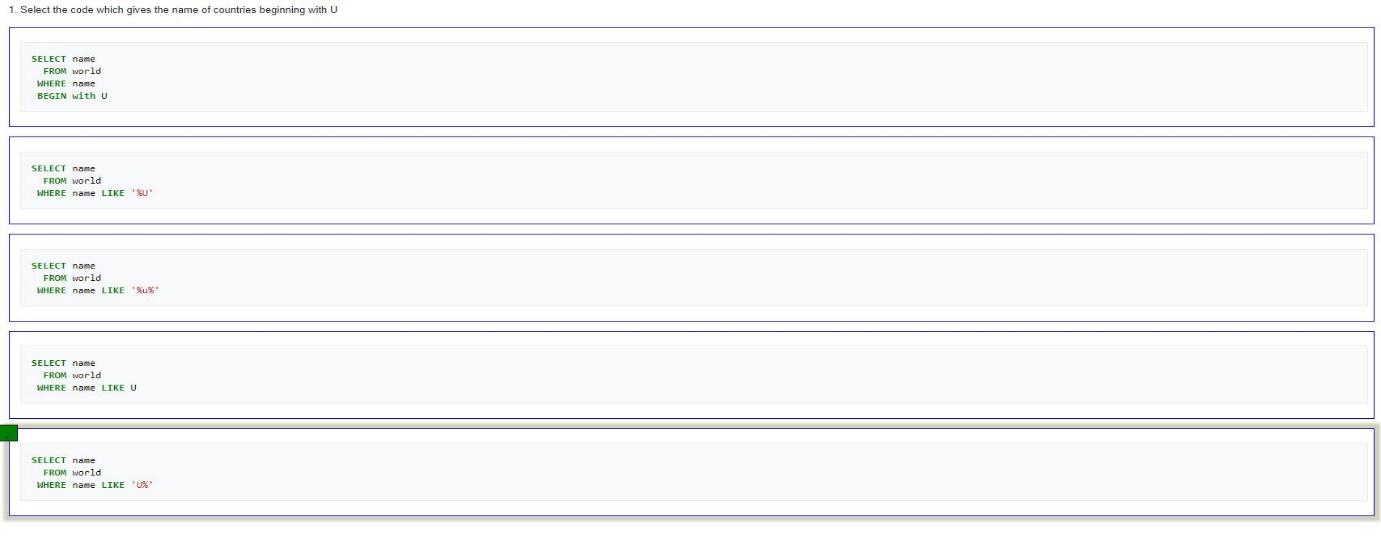 1. Select the code which gives the name of countries beginning with U
SELECT name
FROM world
WHERE name
BEGIN with U
SELECT name
FROM world
WHERE name LIKE '%U'
SELECT name
FROM world
WHERE name LIKE '%u%'
SELECT name
FROM world
WHERE name LIKE U
SELECT name
FROM world
WHERE name LIKE 'U%'